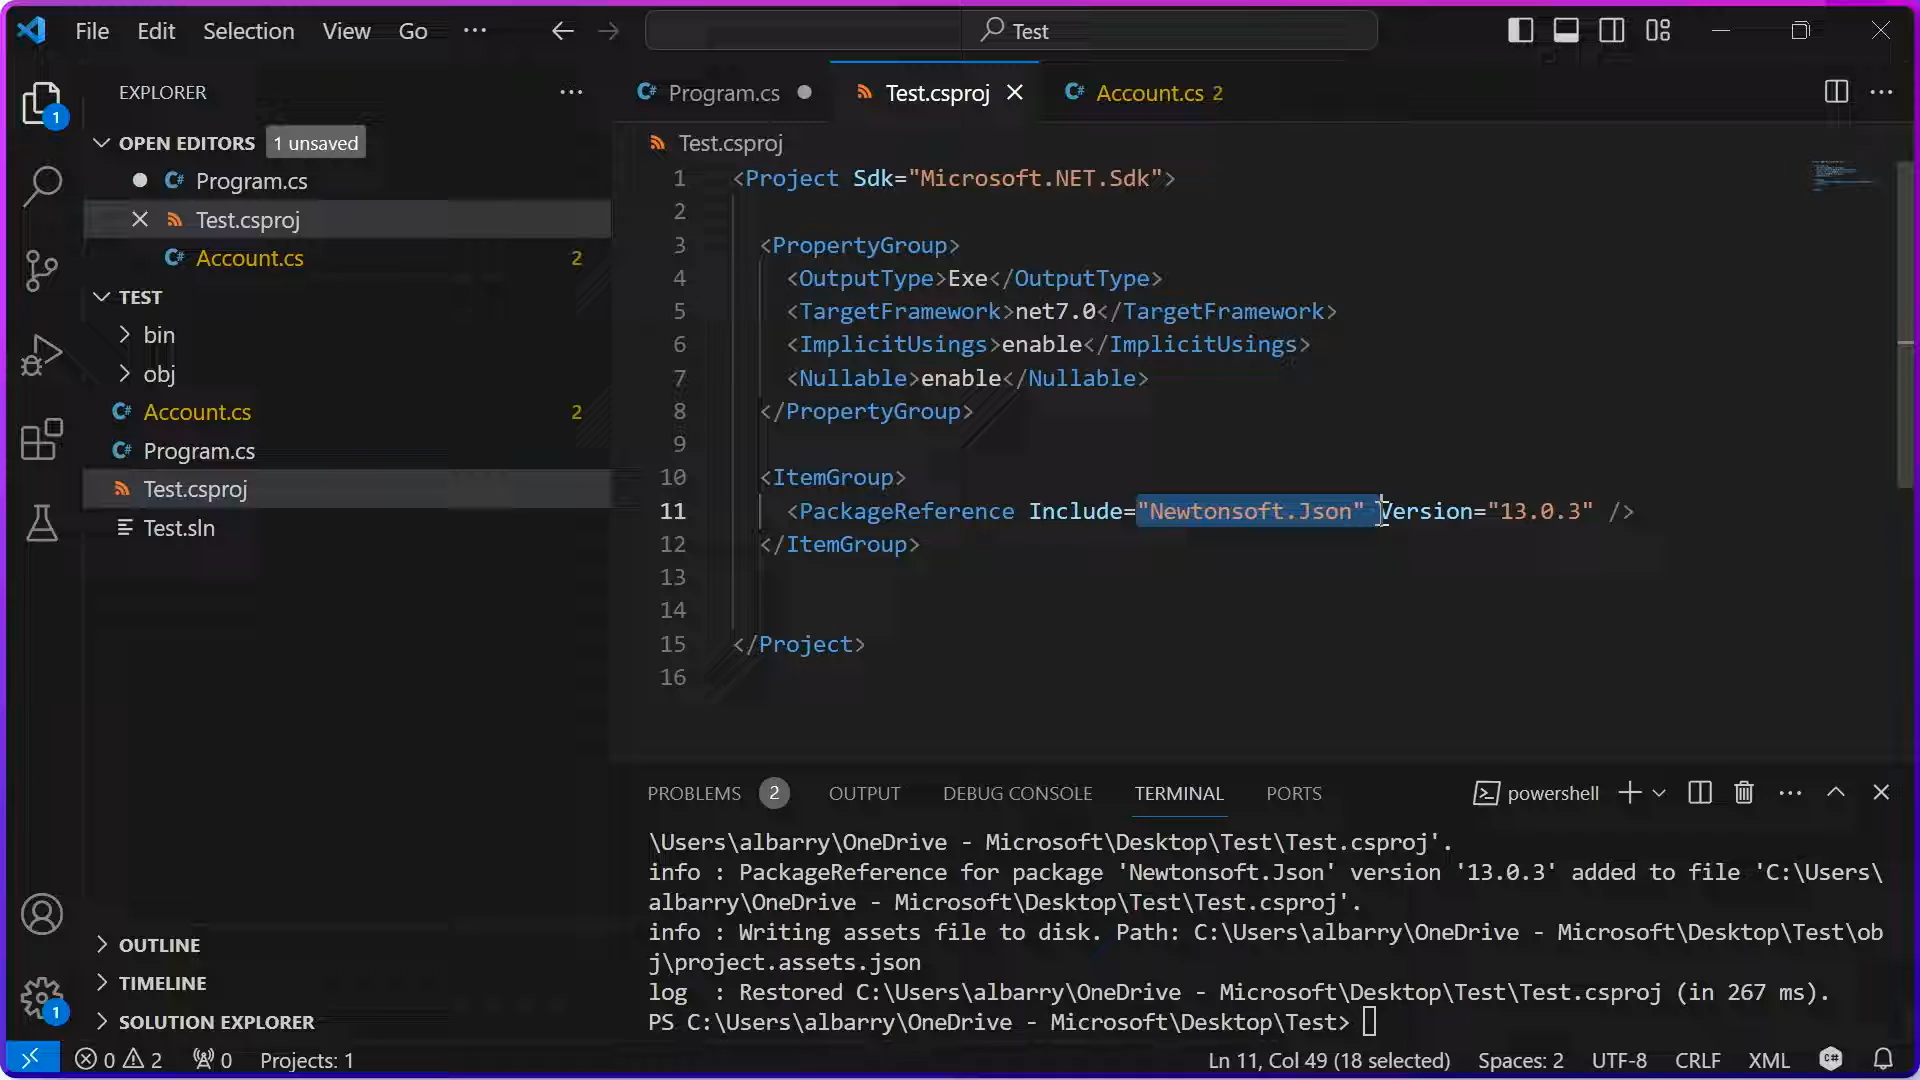 File Edit Selection View Go ...
Test
EXPLORER
OPEN EDITORS 1 unsaved
Program.cs
Test.csproj
Account.cs 2
TEST
bin
obj
Account.cs 2
Program.cs
Test.csproj
Test.sln
OUTLINE
TIMELINE
SOLUTION EXPLORER
1
1
Program.cs
Test.csproj
Account.cs 2
Test.csproj
1 <Project Sdk="Microsoft.NET.Sdk">
2
3 <PropertyGroup>
4 <OutputType>Exe</OutputType>
5 <TargetFramework>net7.0</TargetFramework>
6 <ImplicitUsings>enable</ImplicitUsings>
7 <Nullable>enable</Nullable>
8 </PropertyGroup>
9
10 <ItemGroup>
11 <PackageReference Include="Newtonsoft.Json" Version="13.0.3" />
12 </ItemGroup>
13
14
15 </Project>
16
PROBLEMS 2 OUTPUT DEBUG CONSOLE TERMINAL PORTS powershell
\Users\albarry\OneDrive - Microsoft\Desktop\Test\Test.csproj'.
info : PackageReference for package 'Newtonsoft.Json' version '13.0.3' added to file 'C:\Users\
albarry\OneDrive - Microsoft\Desktop\Test\Test.csproj'.
info : Writing assets file to disk. Path: C:\Users\albarry\OneDrive - Microsoft\Desktop\Test\ob
j\project.assets.json
log  : Restored C:\Users\albarry\OneDrive - Microsoft\Desktop\Test\Test.csproj (in 267 ms).
PS C:\Users\albarry\OneDrive - Microsoft\Desktop\Test>
0 2 0 Projects: 1 Ln 11, Col 49 (18 selected) Spaces: 2 UTF-8 CRLF XML